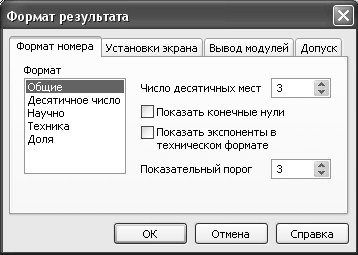 Формат результата
Формат номера
Установки экрана
Вывод модулей
Допуск
Формат
Общие
Десятичное число
Научно
Техника
Доля
Число десятичных мест 3
Показать конечные нули
Показать экспоненты в
техническом формате
Показательный порог 3
OK
Отмена
Справка